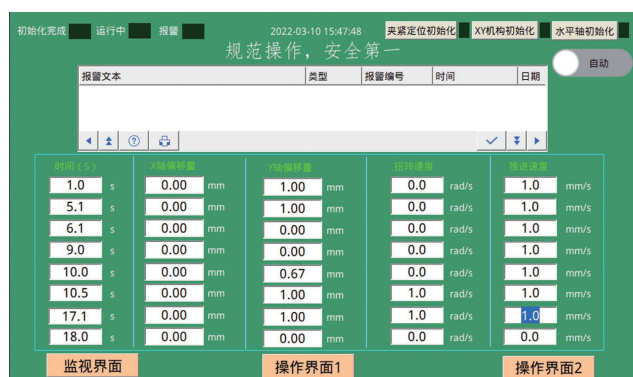 初始化完成 运行中 报警 2022-03-10 15:47:48 夹紧定位初始化 XY机构初始化 水平轴初始化
规范操作，安全第一
自动
报警文本 类型 报警编号 时间 日期
时间(S) X轴偏移量 Y轴偏移量 扭转速度 推进速度
1.0 s 0.00 mm 1.00 mm 0.0 rad/s 1.0 mm/s
5.1 s 0.00 mm 1.00 mm 0.0 rad/s 1.0 mm/s
6.1 s 0.00 mm 0.00 mm 0.0 rad/s 1.0 mm/s
9.0 s 0.00 mm 0.00 mm 0.0 rad/s 1.0 mm/s
10.0 s 0.00 mm 0.67 mm 0.0 rad/s 1.0 mm/s
10.5 s 0.00 mm 1.00 mm 1.0 rad/s 1.0 mm/s
17.1 s 0.00 mm 1.00 mm 1.0 rad/s 1.0 mm/s
18.0 s 0.00 mm 0.00 mm 0.0 rad/s 0.0 mm/s
监视界面 操作界面1 操作界面2